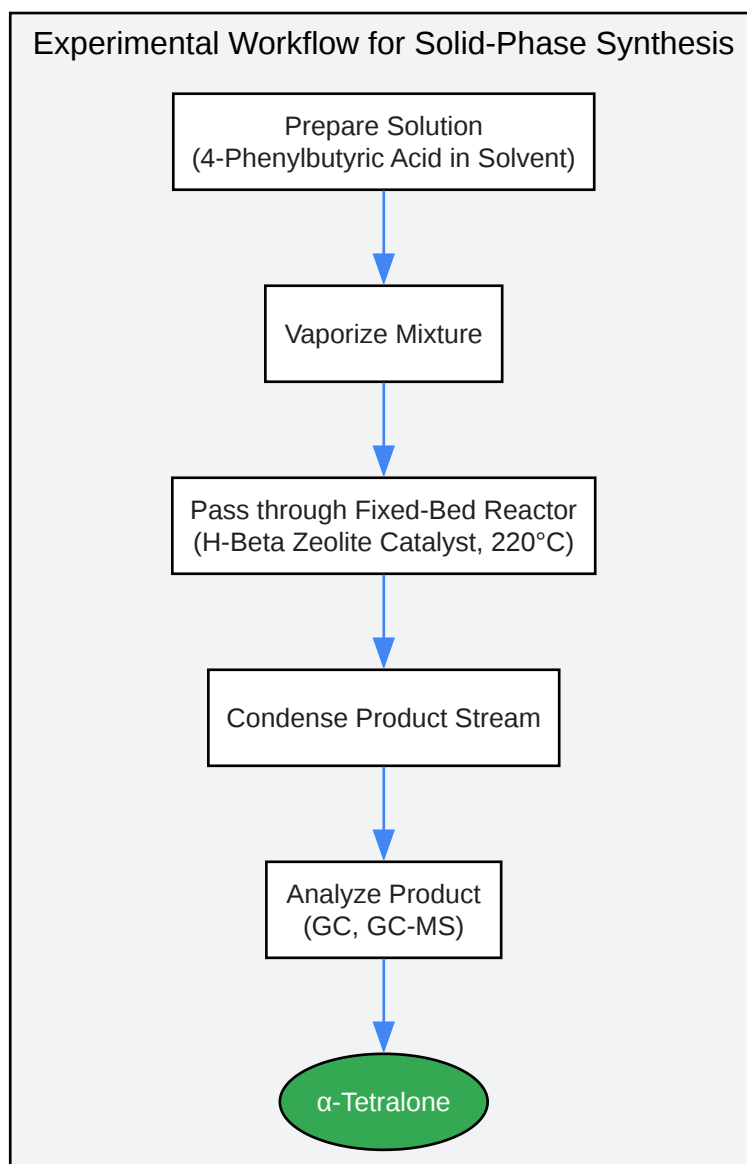 Experimental Workflow for Solid-Phase Synthesis
Prepare Solution
(4-Phenylbutyric Acid in Solvent)
Vaporize Mixture
Pass through Fixed-Bed Reactor
(H-Beta Zeolite Catalyst, 220°C)
Condense Product Stream
Analyze Product
(GC, GC-MS)
α-Tetralone